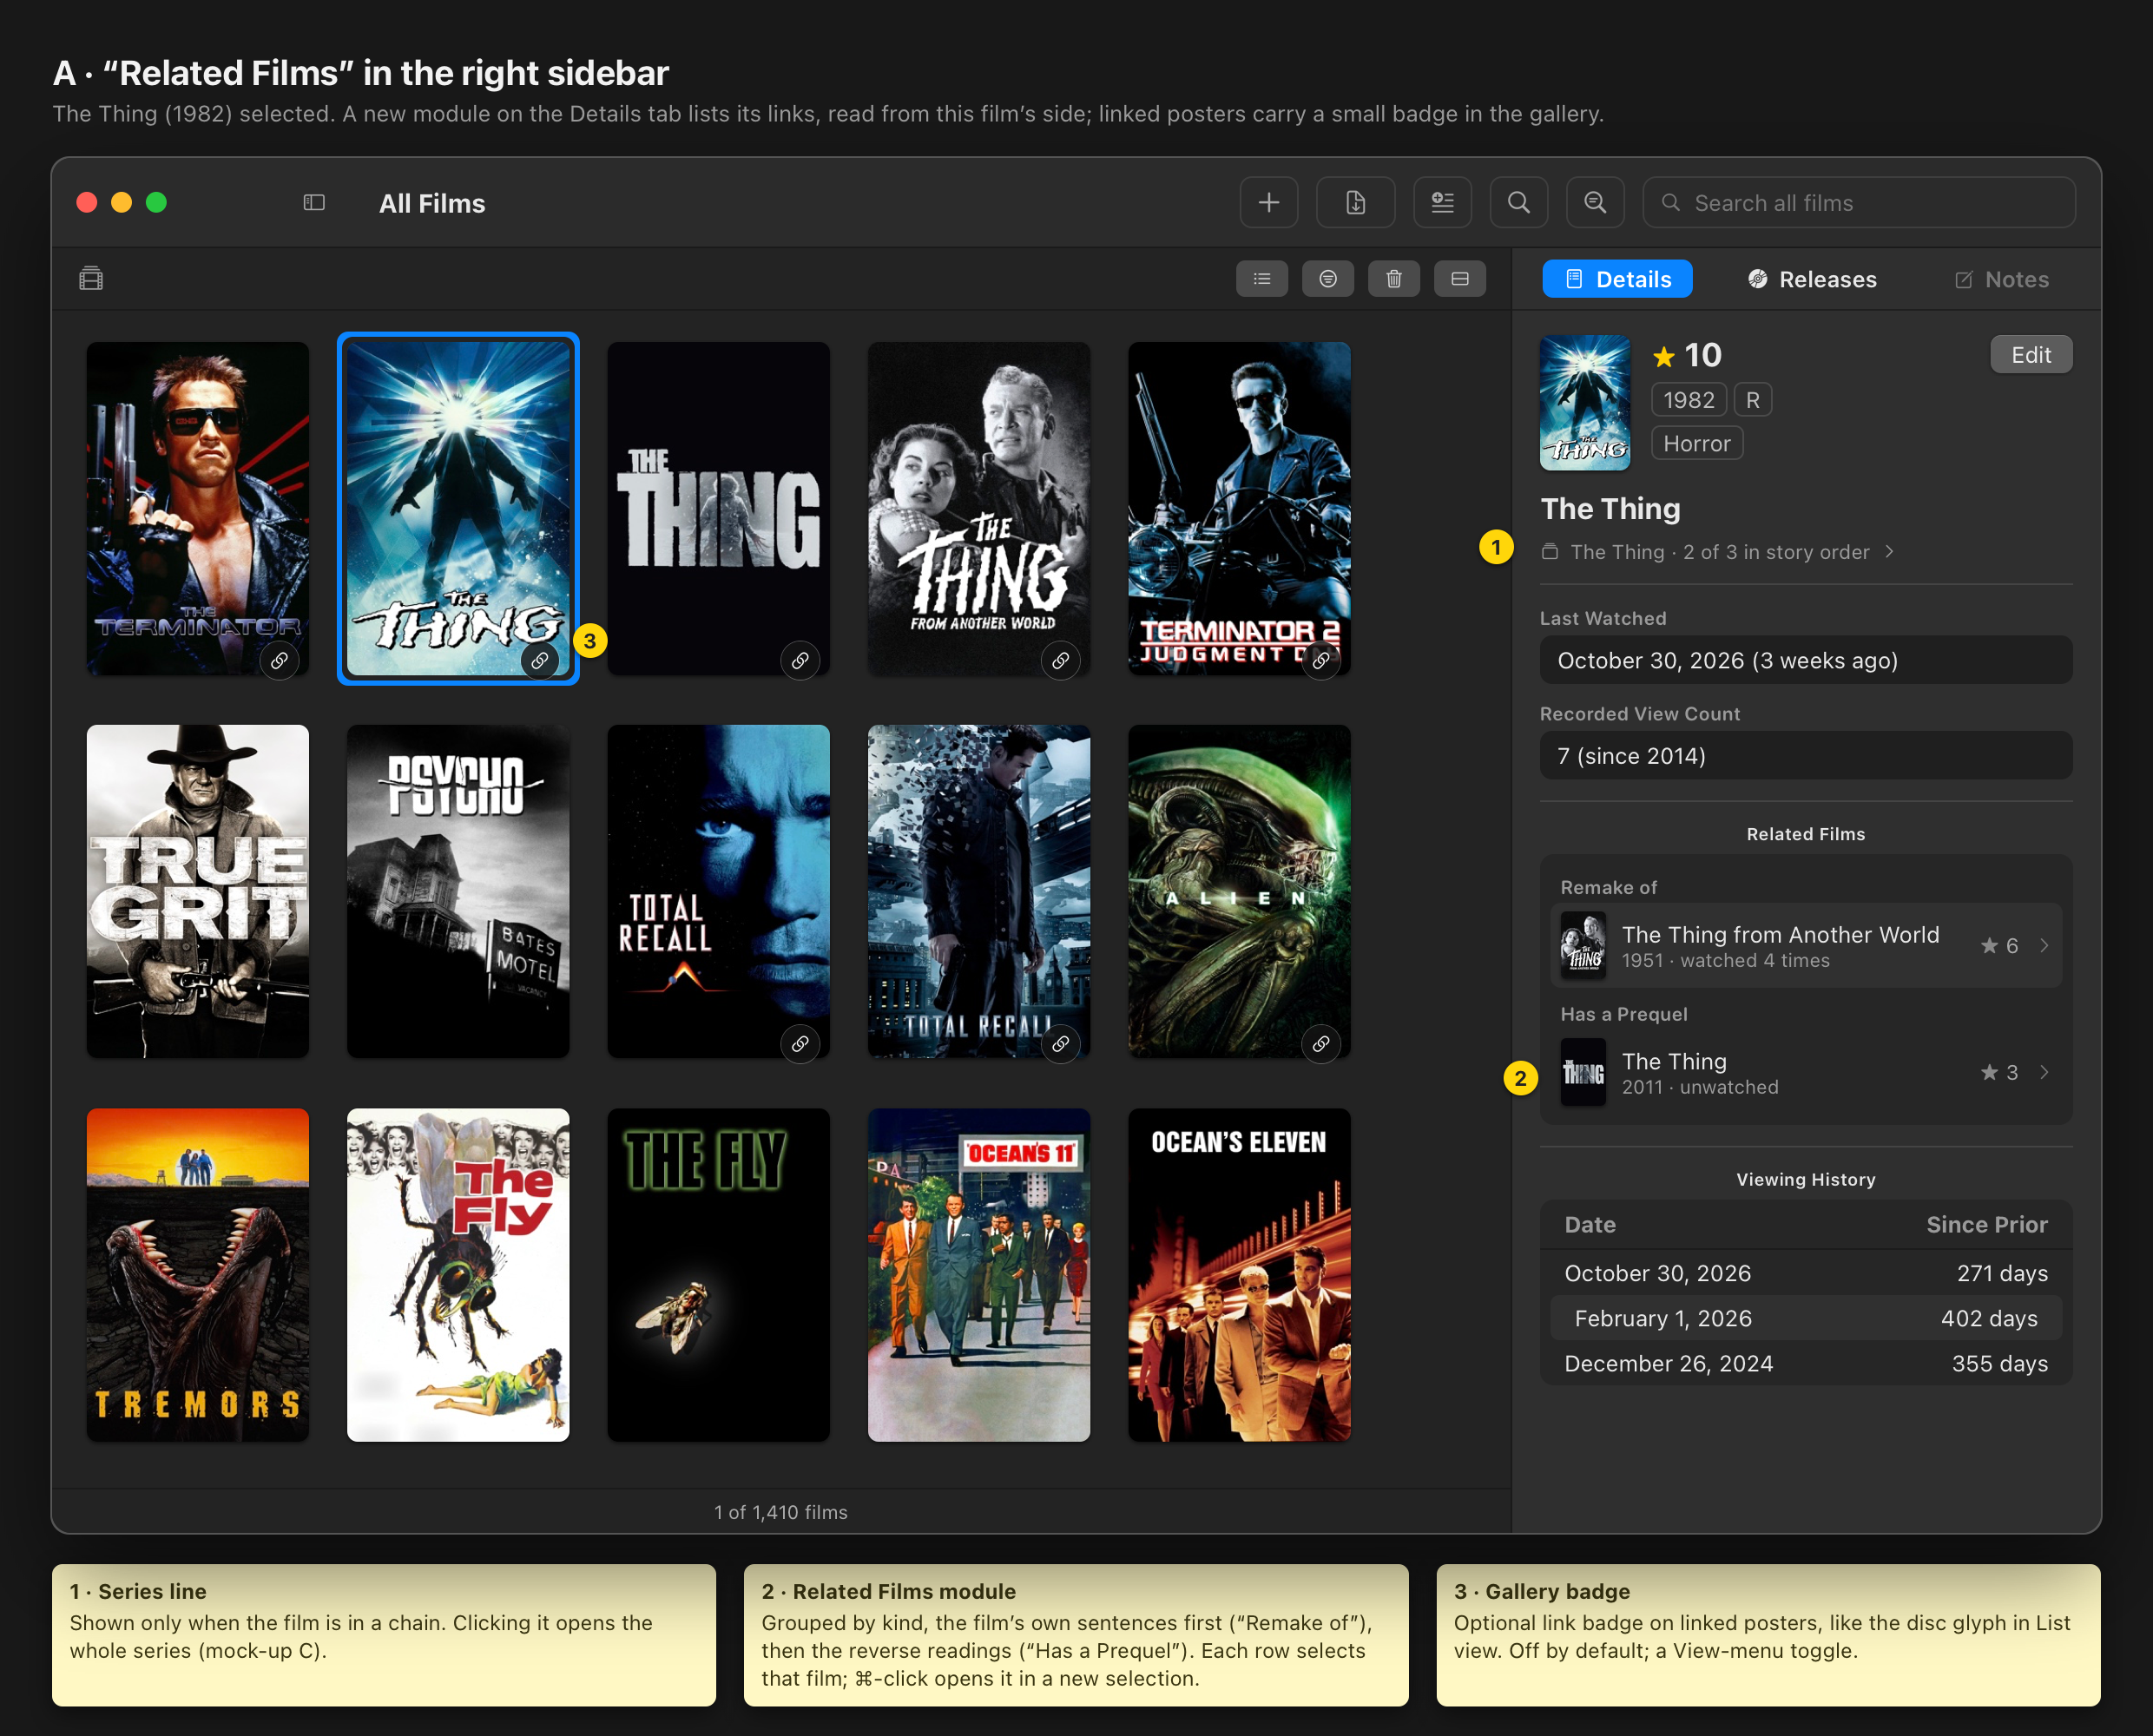 A · “Related Films” in the right sidebar
The Thing (1982) selected. A new module on the Details tab lists its links, read from this film’s side; linked posters carry a small badge in the gallery.
All Films
Search all films
Details
Releases
Notes
THE
TERMINATOR
THE
THING
THE
THING
THE
THING
FROM ANOTHER WORLD
TERMINATOR 2
JUDGMENT DAY
3
TRUE
GRIT
PSYCHO
BATES
MOTEL
VACANCY
TOTAL
RECALL
TOTAL RECALL
ALIEN
TREMORS
The
Fly
THE FLY
OCEAN'S 11
OCEAN'S ELEVEN
1 of 1,410 films
THE
THING
10
Edit
1982
R
Horror
The Thing
1
The Thing · 2 of 3 in story order
Last Watched
October 30, 2026 (3 weeks ago)
Recorded View Count
7 (since 2014)
Related Films
Remake of
The Thing from Another World
1951 · watched 4 times
★ 6
Has a Prequel
2
The Thing
2011 · unwatched
★ 3
Viewing History
Date Since Prior
October 30, 2026 271 days
February 1, 2026 402 days
December 26, 2024 355 days
1 · Series line
Shown only when the film is in a chain. Clicking it opens the
whole series (mock-up C).
2 · Related Films module
Grouped by kind, the film’s own sentences first (“Remake of”),
then the reverse readings (“Has a Prequel”). Each row selects
that film; ⌘-click opens it in a new selection.
3 · Gallery badge
Optional link badge on linked posters, like the disc glyph in List
view. Off by default; a View-menu toggle.